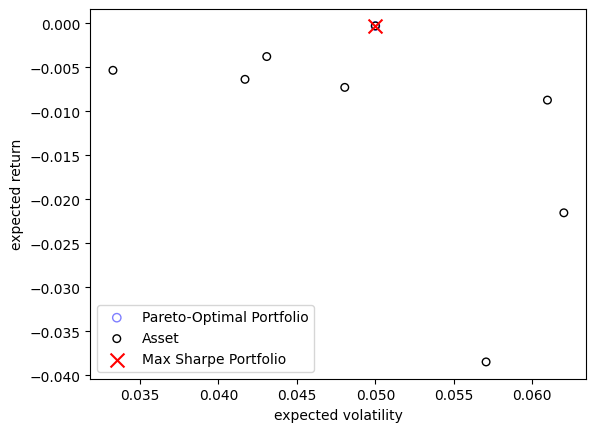 0.000
−0.005
−0.010
−0.015
−0.020
−0.025
−0.030
−0.035
−0.040
expected return
Pareto-Optimal Portfolio
Asset
Max Sharpe Portfolio
0.035 0.040 0.045 0.050 0.055 0.060
expected volatility